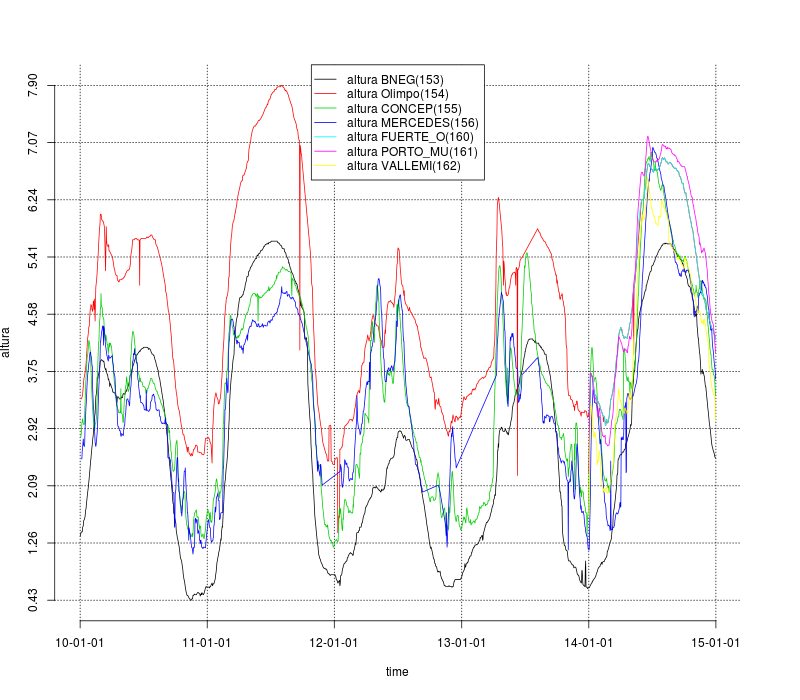 altura BNEG(153)
altura Olimpo(154)
altura CONCEP(155)
altura MERCEDES(156)
altura FUERTE_O(160)
altura PORTO_MU(161)
altura VALLEMI(162)
altura
7.90
7.07
6.24
5.41
4.58
3.75
2.92
2.09
1.26
0.43
10-01-01 11-01-01 12-01-01 13-01-01 14-01-01 15-01-01
time